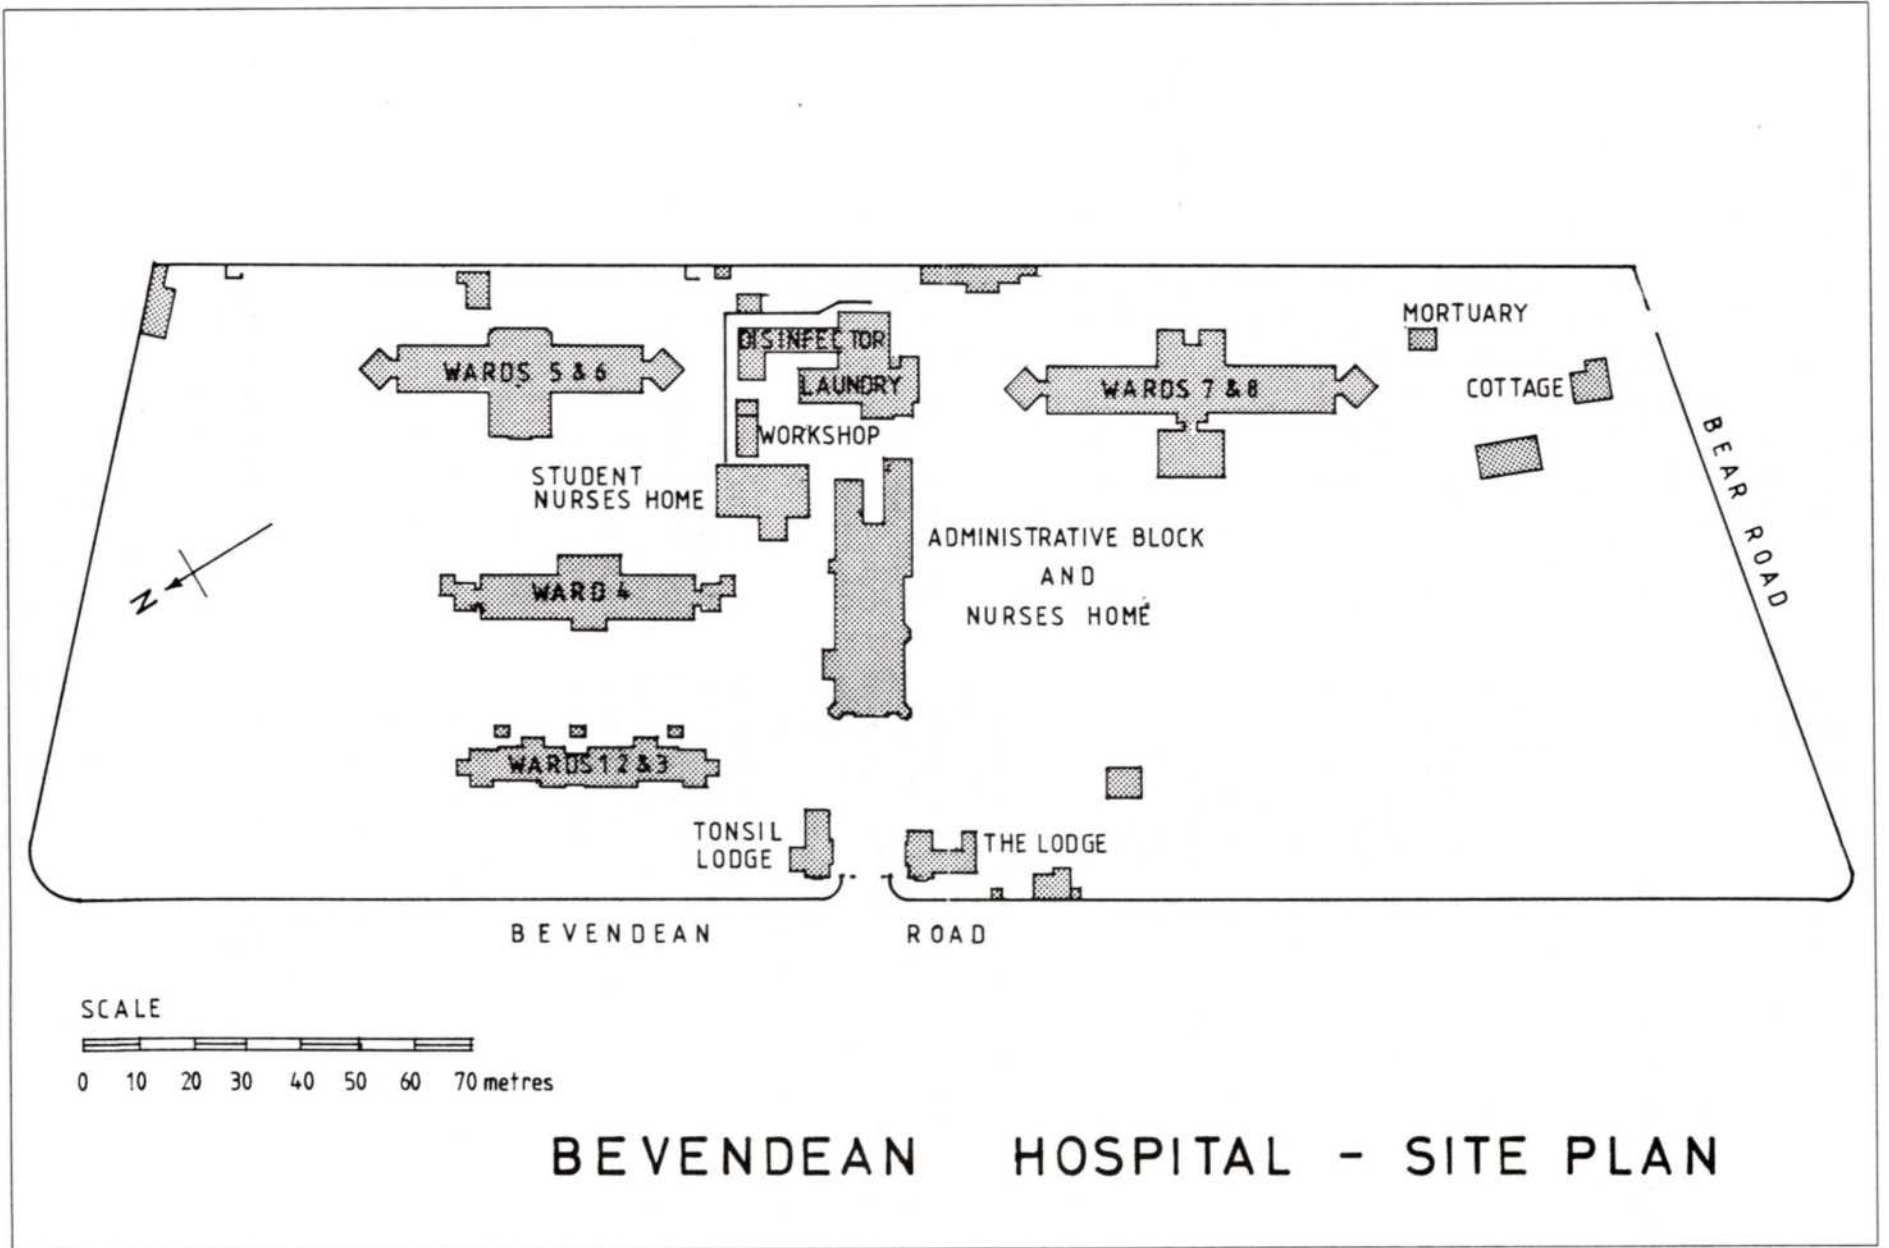 MORTUARY
DISINFECTOR
WARDS 5 & 6
LAUNDRY
WARDS 7 & 8
COTTAGE
WORKSHOP
STUDENT
NURSES HOME
BEAR ROAD
ADMINISTRATIVE BLOCK
AND
NURSES HOME
N
WARD 4
WARDS 1 2 & 3
TONSIL
LODGE
THE LODGE
BEVENDEAN ROAD
SCALE
0 10 20 30 40 50 60 70 metres
BEVENDEAN HOSPITAL - SITE PLAN